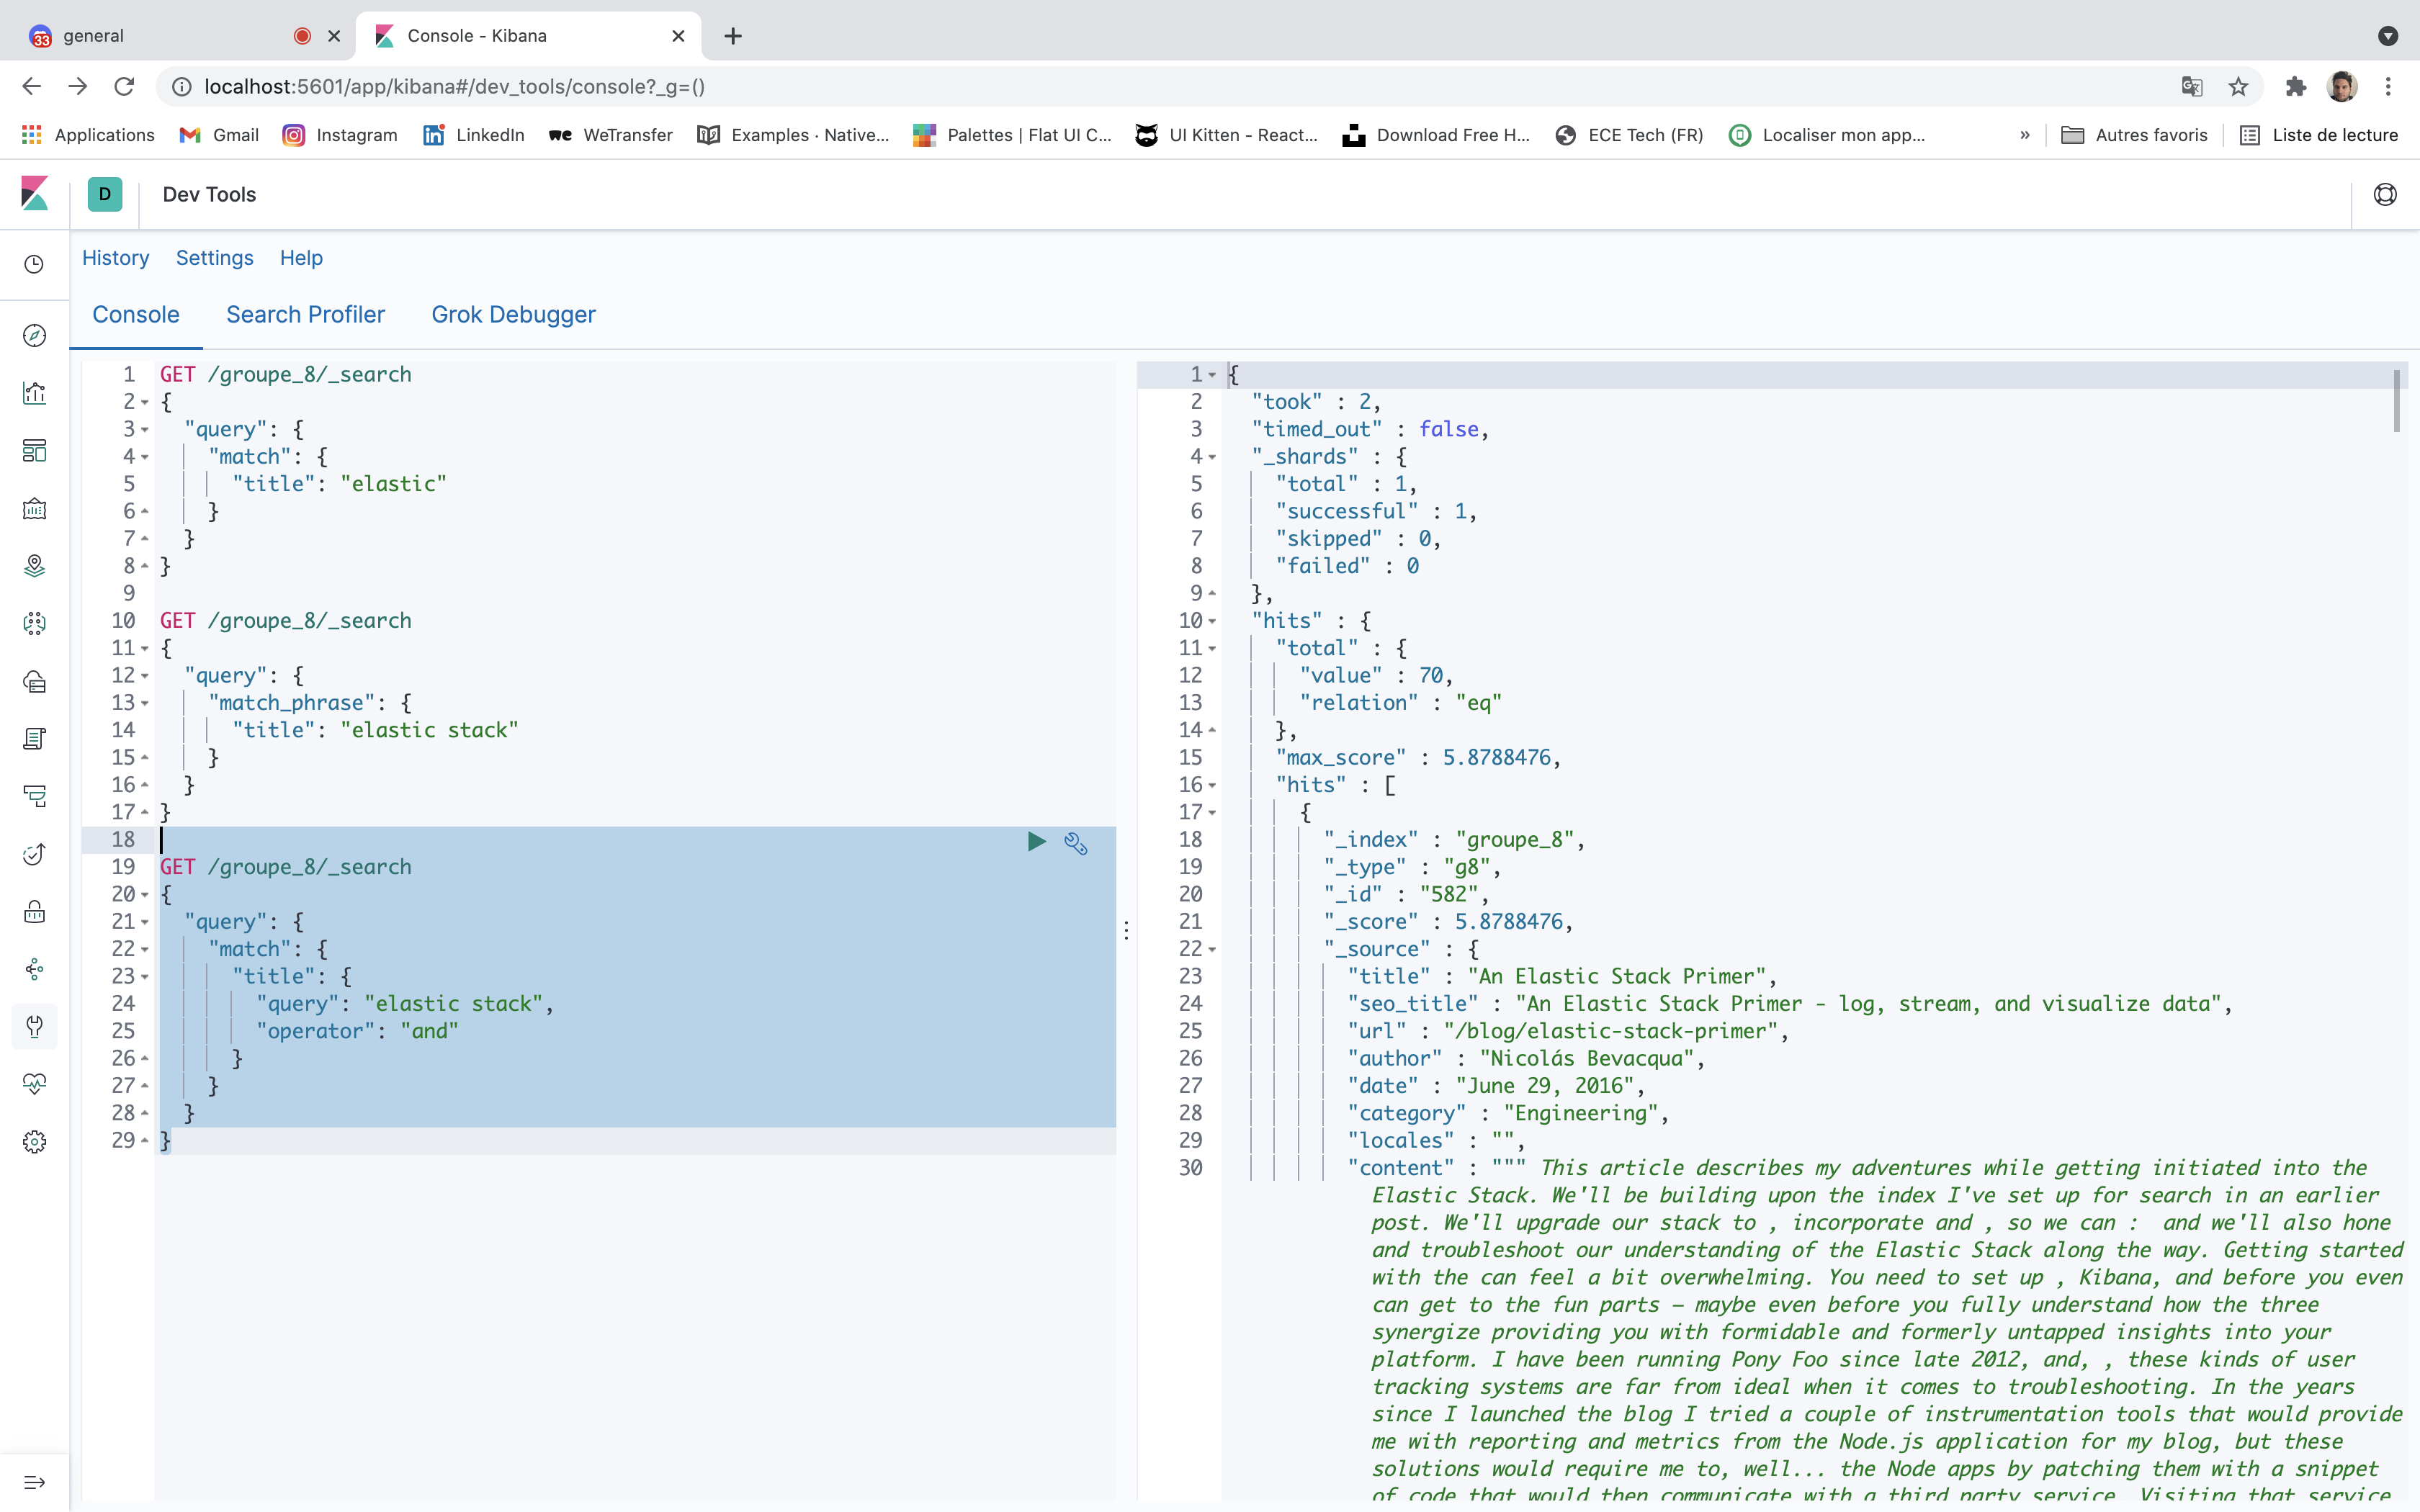 33 general
Console - Kibana
localhost:5601/app/kibana#/dev_tools/console?_g=()
Applications Gmail Instagram LinkedIn WeTransfer Examples · Native... Palettes | Flat UI C... UI Kitten - React... Download Free H... ECE Tech (FR) Localiser mon app... » Autres favoris Liste de lecture
D Dev Tools
History Settings Help
Console Search Profiler Grok Debugger
1 GET /groupe_8/_search
2 {
3 "query": {
4 "match": {
5 "title": "elastic"
6 }
7 }
8 }
9
10 GET /groupe_8/_search
11 {
12 "query": {
13 "match_phrase": {
14 "title": "elastic stack"
15 }
16 }
17 }
18
19 GET /groupe_8/_search
20 {
21 "query": {
22 "match": {
23 "title": {
24 "query": "elastic stack",
25 "operator": "and"
26 }
27 }
28 }
29 }
1 {
2 "took" : 2,
3 "timed_out" : false,
4 "_shards" : {
5 "total" : 1,
6 "successful" : 1,
7 "skipped" : 0,
8 "failed" : 0
9 },
10 "hits" : {
11 "total" : {
12 "value" : 70,
13 "relation" : "eq"
14 },
15 "max_score" : 5.8788476,
16 "hits" : [
17 {
18 "_index" : "groupe_8",
19 "_type" : "g8",
20 "_id" : "582",
21 "_score" : 5.8788476,
22 "_source" : {
23 "title" : "An Elastic Stack Primer",
24 "seo_title" : "An Elastic Stack Primer - log, stream, and visualize data",
25 "url" : "/blog/elastic-stack-primer",
26 "author" : "Nicolás Bevacqua",
27 "date" : "June 29, 2016",
28 "category" : "Engineering",
29 "locales" : "",
30 "content" : """ This article describes my adventures while getting initiated into the
Elastic Stack. We'll be building upon the index I've set up for search in an earlier
post. We'll upgrade our stack to , incorporate and , so we can :  and we'll also hone
and troubleshoot our understanding of the Elastic Stack along the way. Getting started
with the can feel a bit overwhelming. You need to set up , Kibana, and before you even
can get to the fun parts – maybe even before you fully understand how the three
synergize providing you with formidable and formerly untapped insights into your
platform. I have been running Pony Foo since late 2012, and, , these kinds of user
tracking systems are far from ideal when it comes to troubleshooting. In the years
since I launched the blog I tried a couple of instrumentation tools that would provide
me with reporting and metrics from the Node.js application for my blog, but these
solutions would require me to, well... the Node apps by patching them with a snippet
of code that would then communicate with a third party service. Visiting that service